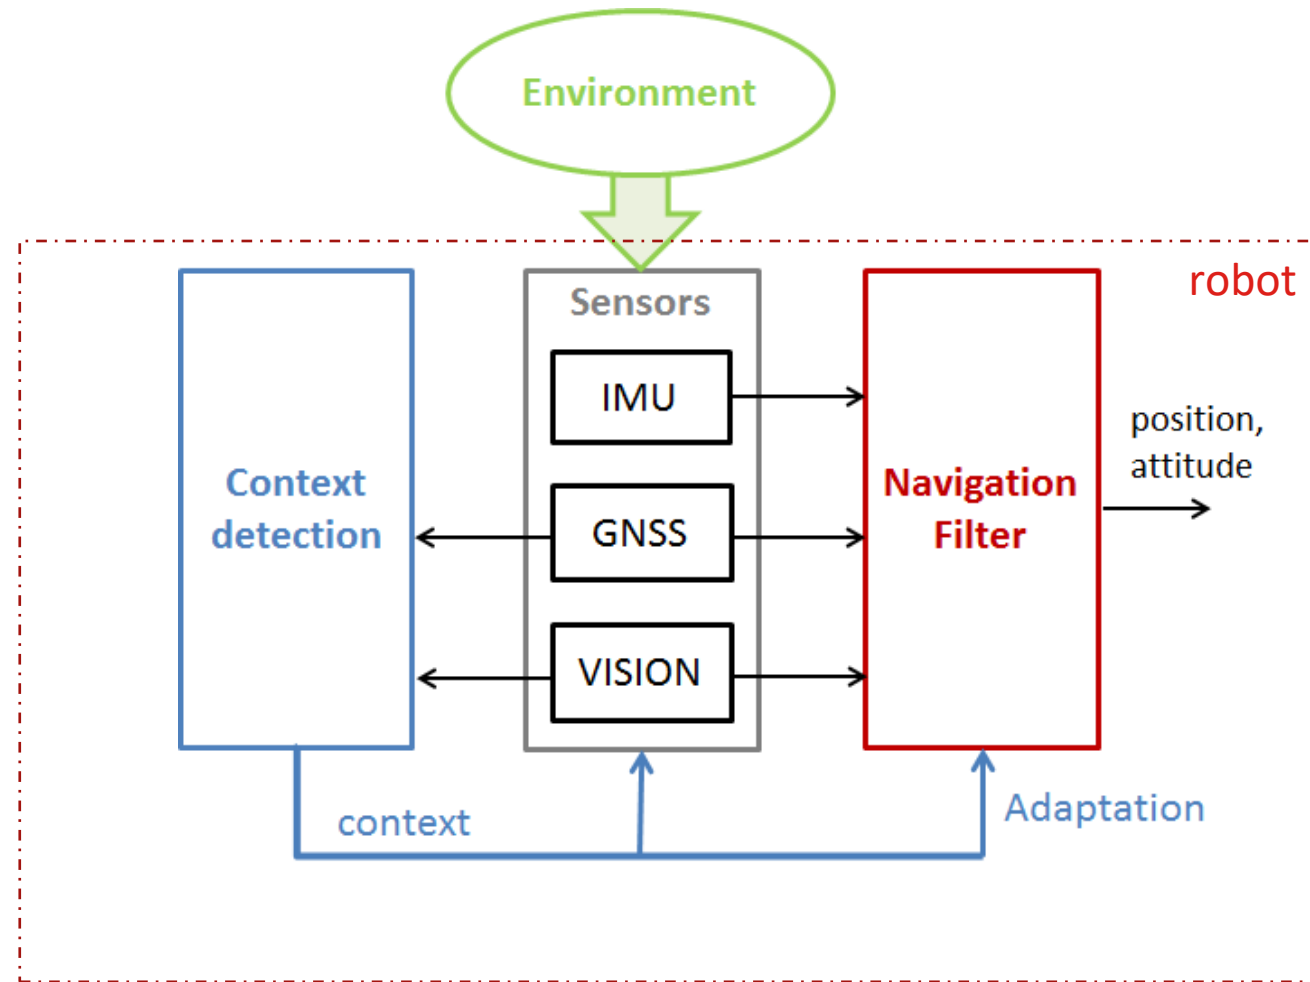 Environment
robot
Sensors
IMU
position,
attitude
Context
detection
Navigation
Filter
GNSS
VISION
context
Adaptation